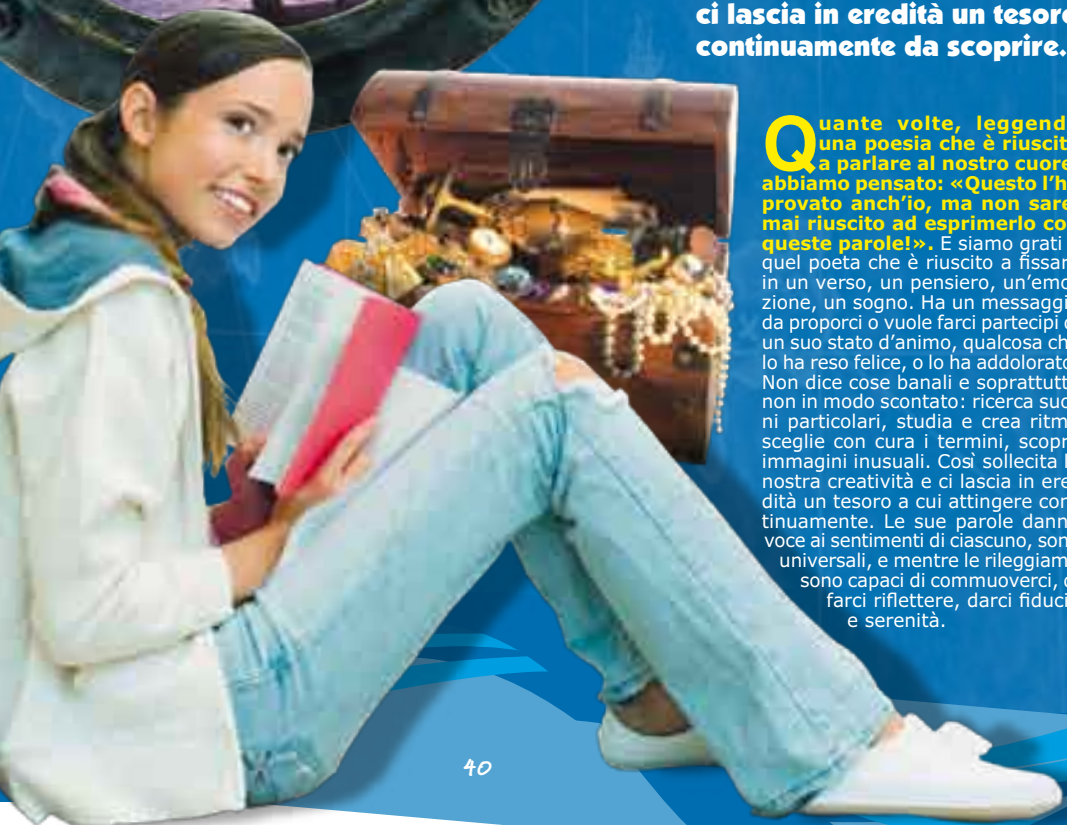 ci lascia in eredità un tesor
continuamente da scoprire.
Quante volte, leggend
una poesia che è riuscit
a parlare al nostro cuore
abbiamo pensato: «Questo l'h
provato anch'io, ma non sare
mai riuscito ad esprimerlo co
queste parole!». E siamo grati
quel poeta che è riuscito a fissar
in un verso, un pensiero, un'emo
zione, un sogno. Ha un messaggi
da proporci o vuole farci partecipi d
un suo stato d'animo, qualcosa ch
lo ha reso felice, o lo ha addolorato
Non dice cose banali e soprattutt
non in modo scontato: ricerca suo
ni particolari, studia e crea ritm
sceglie con cura i termini, scopr
immagini inusuali. Così sollecita l
nostra creatività e ci lascia in ere
dità un tesoro a cui attingere con
tinuamente. Le sue parole dann
voce ai sentimenti di ciascuno, son
universali, e mentre le rileggiam
sono capaci di commuoverci, d
farci riflettere, darci fiduci
e serenità.
40